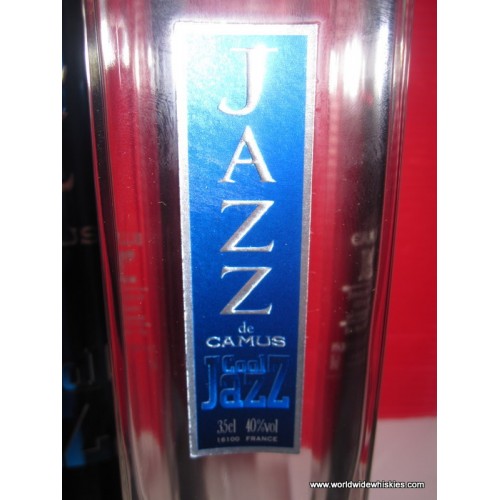 JAZZ
de
CAMUS
Cool
JaZZ
35cl 40%vol
16100 FRANCE
www.worldwidewhiskies.com